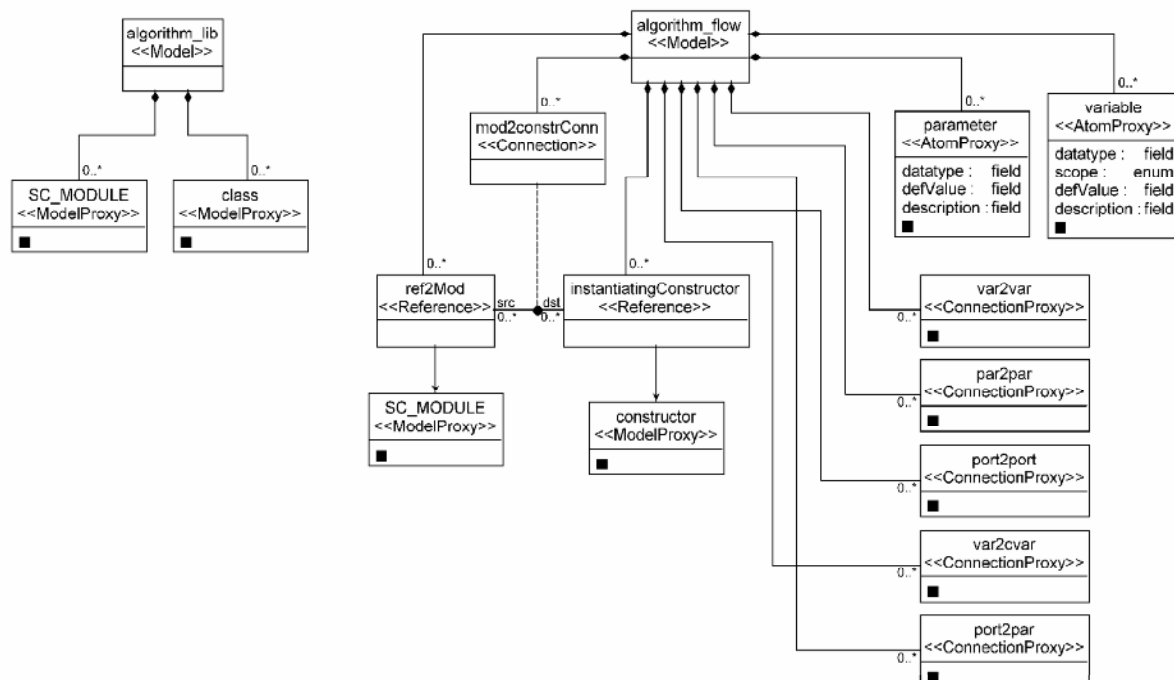 algorithm_lib
<<Model>>
0..*
0..*
SC_MODULE
<<ModelProxy>>
class
<<ModelProxy>>
algorithm_flow
<<Model>>
0..*
mod2constrConn
<<Connection>>
0..*
parameter
<<AtomProxy>>
datatype : field
defValue : field
description : field
0..*
variable
<<AtomProxy>>
datatype : field
scope : enum
defValue : field
description : field
0..*
ref2Mod
<<Reference>>
src
0..*
dst
0..*
0..*
instantiatingConstructor
<<Reference>>
SC_MODULE
<<ModelProxy>>
constructor
<<ModelProxy>>
var2var
<<ConnectionProxy>>
0..*
par2par
<<ConnectionProxy>>
0..*
port2port
<<ConnectionProxy>>
0..*
var2cvar
<<ConnectionProxy>>
0..*
port2par
<<ConnectionProxy>>
0..*